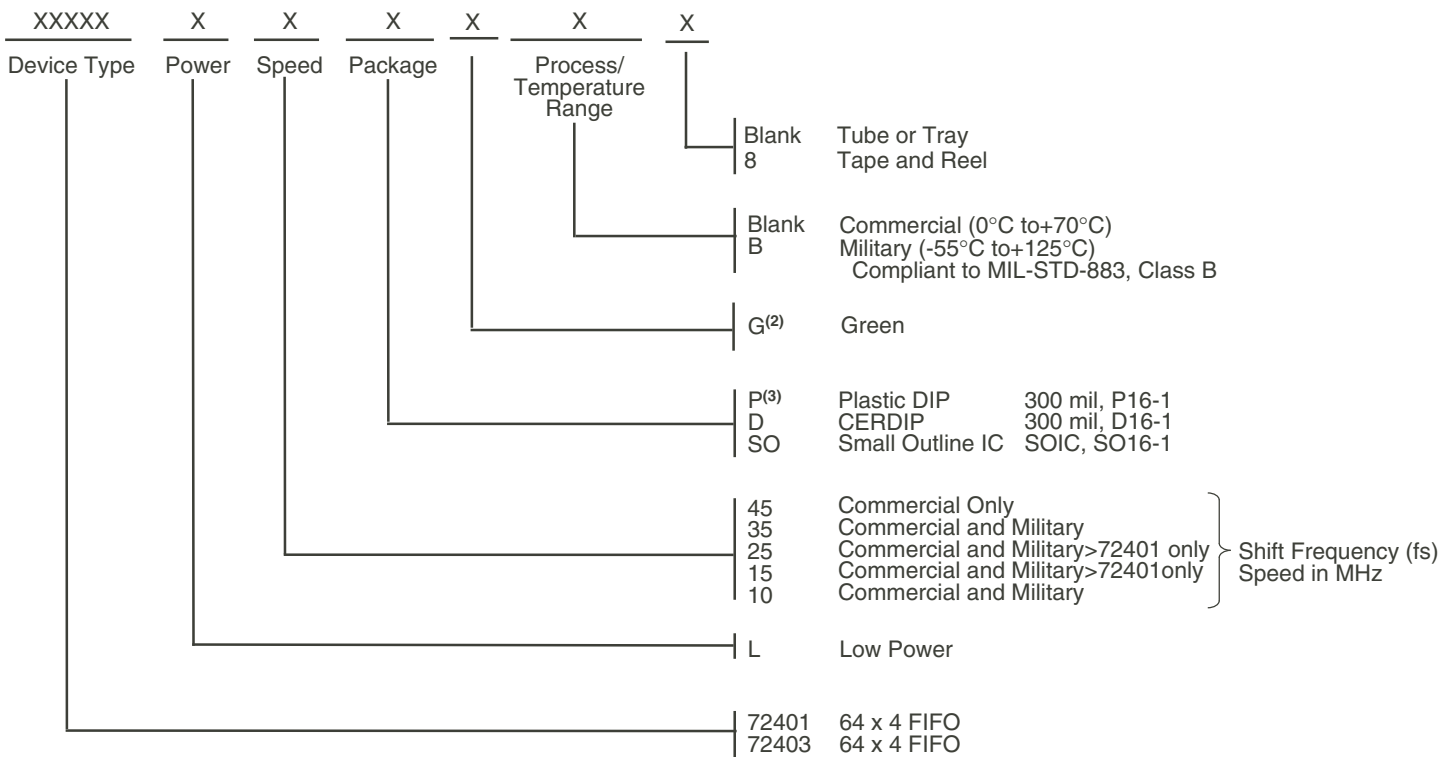 XXXXX X X X X X X
Device Type Power Speed Package Process/
Temperature
Range
Blank Tube or Tray
8 Tape and Reel
Blank Commercial (0°C to+70°C)
B Military (-55°C to+125°C)
Compliant to MIL-STD-883, Class B
G(2) Green
P(3) Plastic DIP 300 mil, P16-1
D CERDIP 300 mil, D16-1
SO Small Outline IC SOIC, SO16-1
45 Commercial Only
35 Commercial and Military
25 Commercial and Military>72401 only
15 Commercial and Military>72401only
10 Commercial and Military
Shift Frequency (fs)
Speed in MHz
L Low Power
72401 64 x 4 FIFO
72403 64 x 4 FIFO